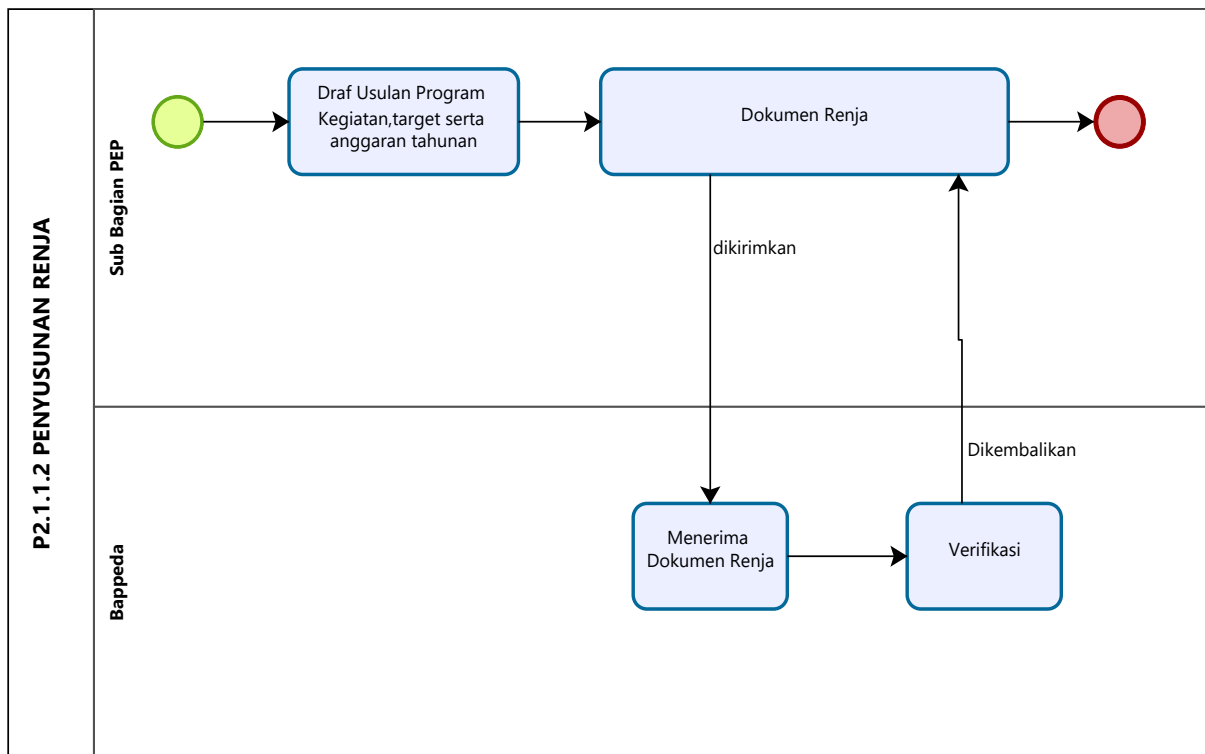 P2.1.1.2 PENYUSUNAN RENJA
Sub Bagian PEP
Draf Usulan Program
Kegiatan,target serta
anggaran tahunan
Dokumen Renja
dikirimkan
Bappeda
Dikembalikan
Menerima
Dokumen Renja
Verifikasi